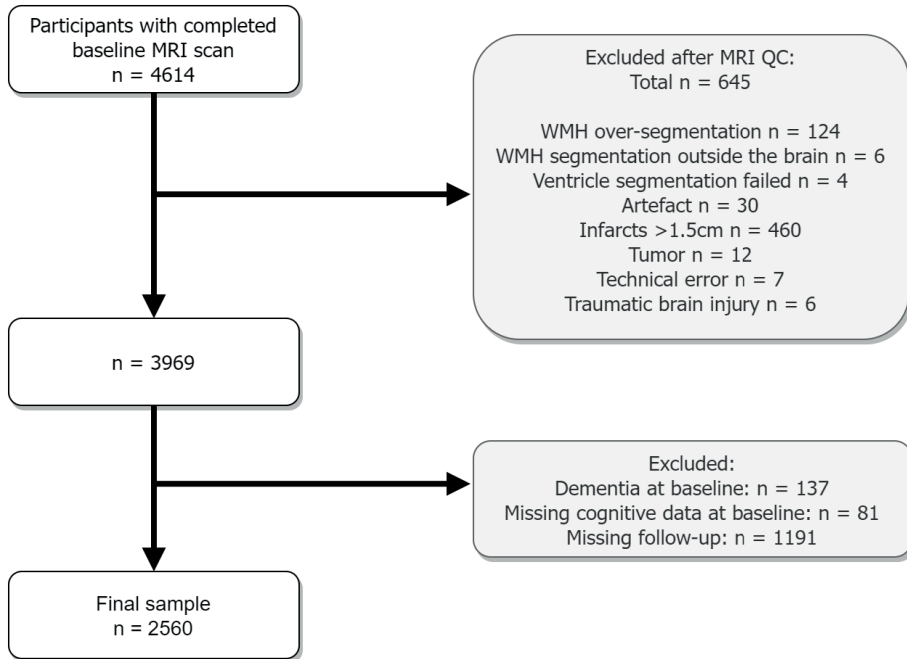 Participants with completed
baseline MRI scan
n = 4614
Excluded after MRI QC:
Total n = 645
WMH over-segmentation n = 124
WMH segmentation outside the brain n = 6
Ventricle segmentation failed n = 4
Artefact n = 30
Infarcts >1.5cm n = 460
Tumor n = 12
Technical error n = 7
Traumatic brain injury n = 6
n = 3969
Excluded:
Dementia at baseline: n = 137
Missing cognitive data at baseline: n = 81
Missing follow-up: n = 1191
Final sample
n = 2560